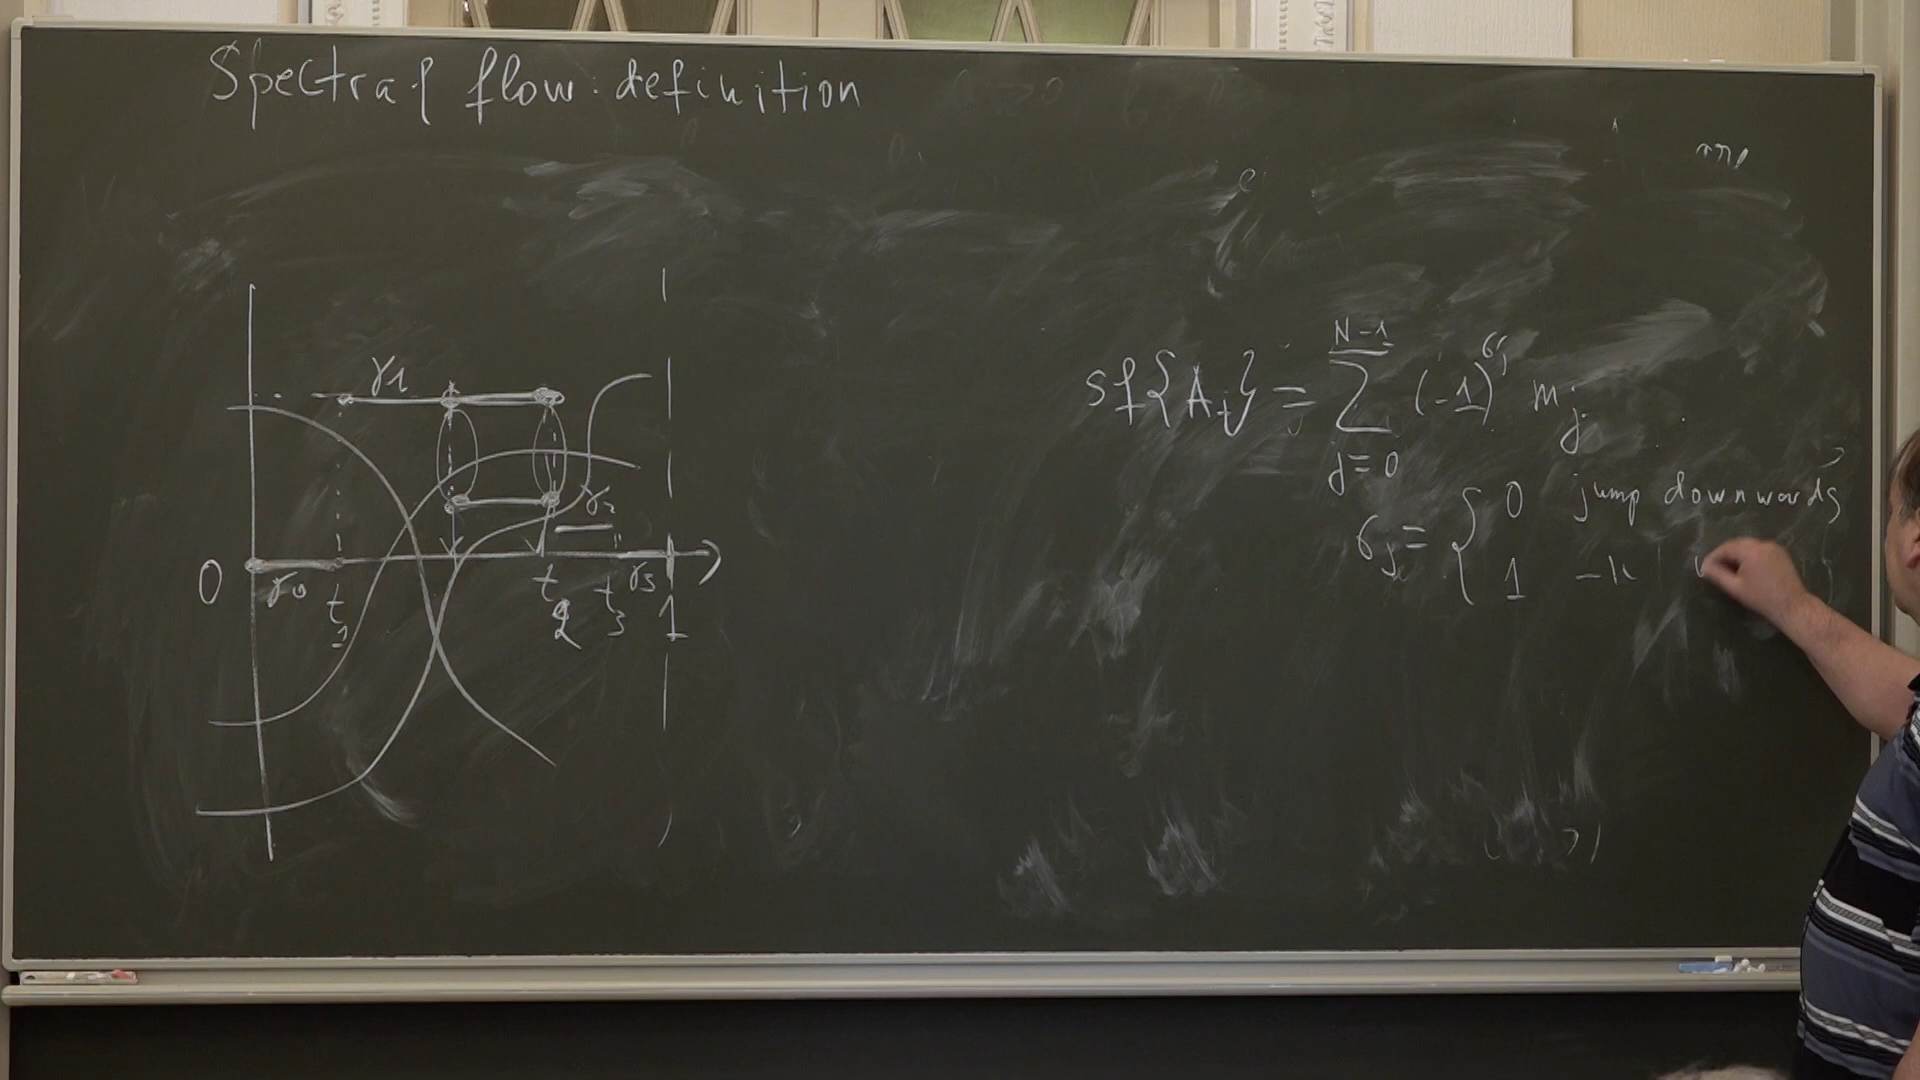 Spectral flow: definition
γ1
γ2
0 γ0 t1 t2 t3 γ3 1
sf{A_t} = ∑_{j=0}^{N-1} (-1)^{σ_j} m_j
σ_j = { 0 jump downwards
1 -"-